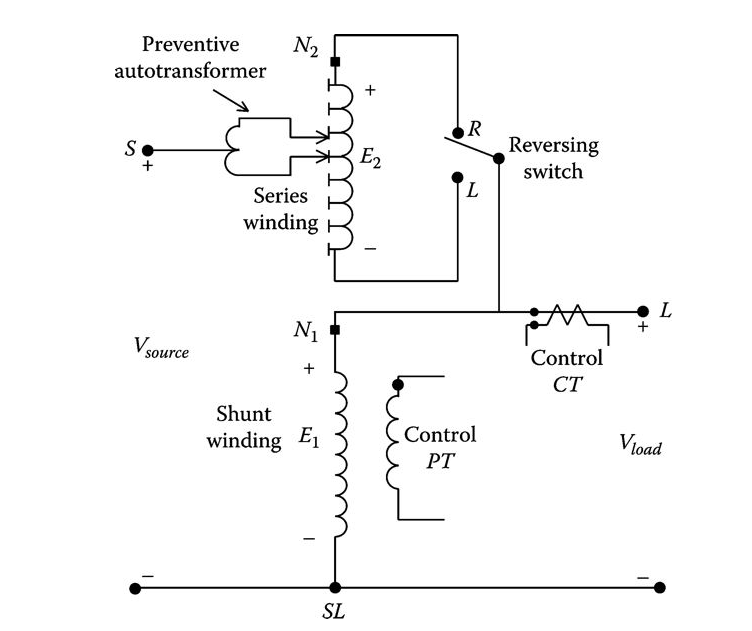 Preventive
autotransformer
N2
+
S
+
E2
R
L
Reversing
switch
Series
winding
–
N1
+
L
+
Control
CT
Vsource
Shunt
winding
E1
Control
PT
Vload
–
–
–
SL